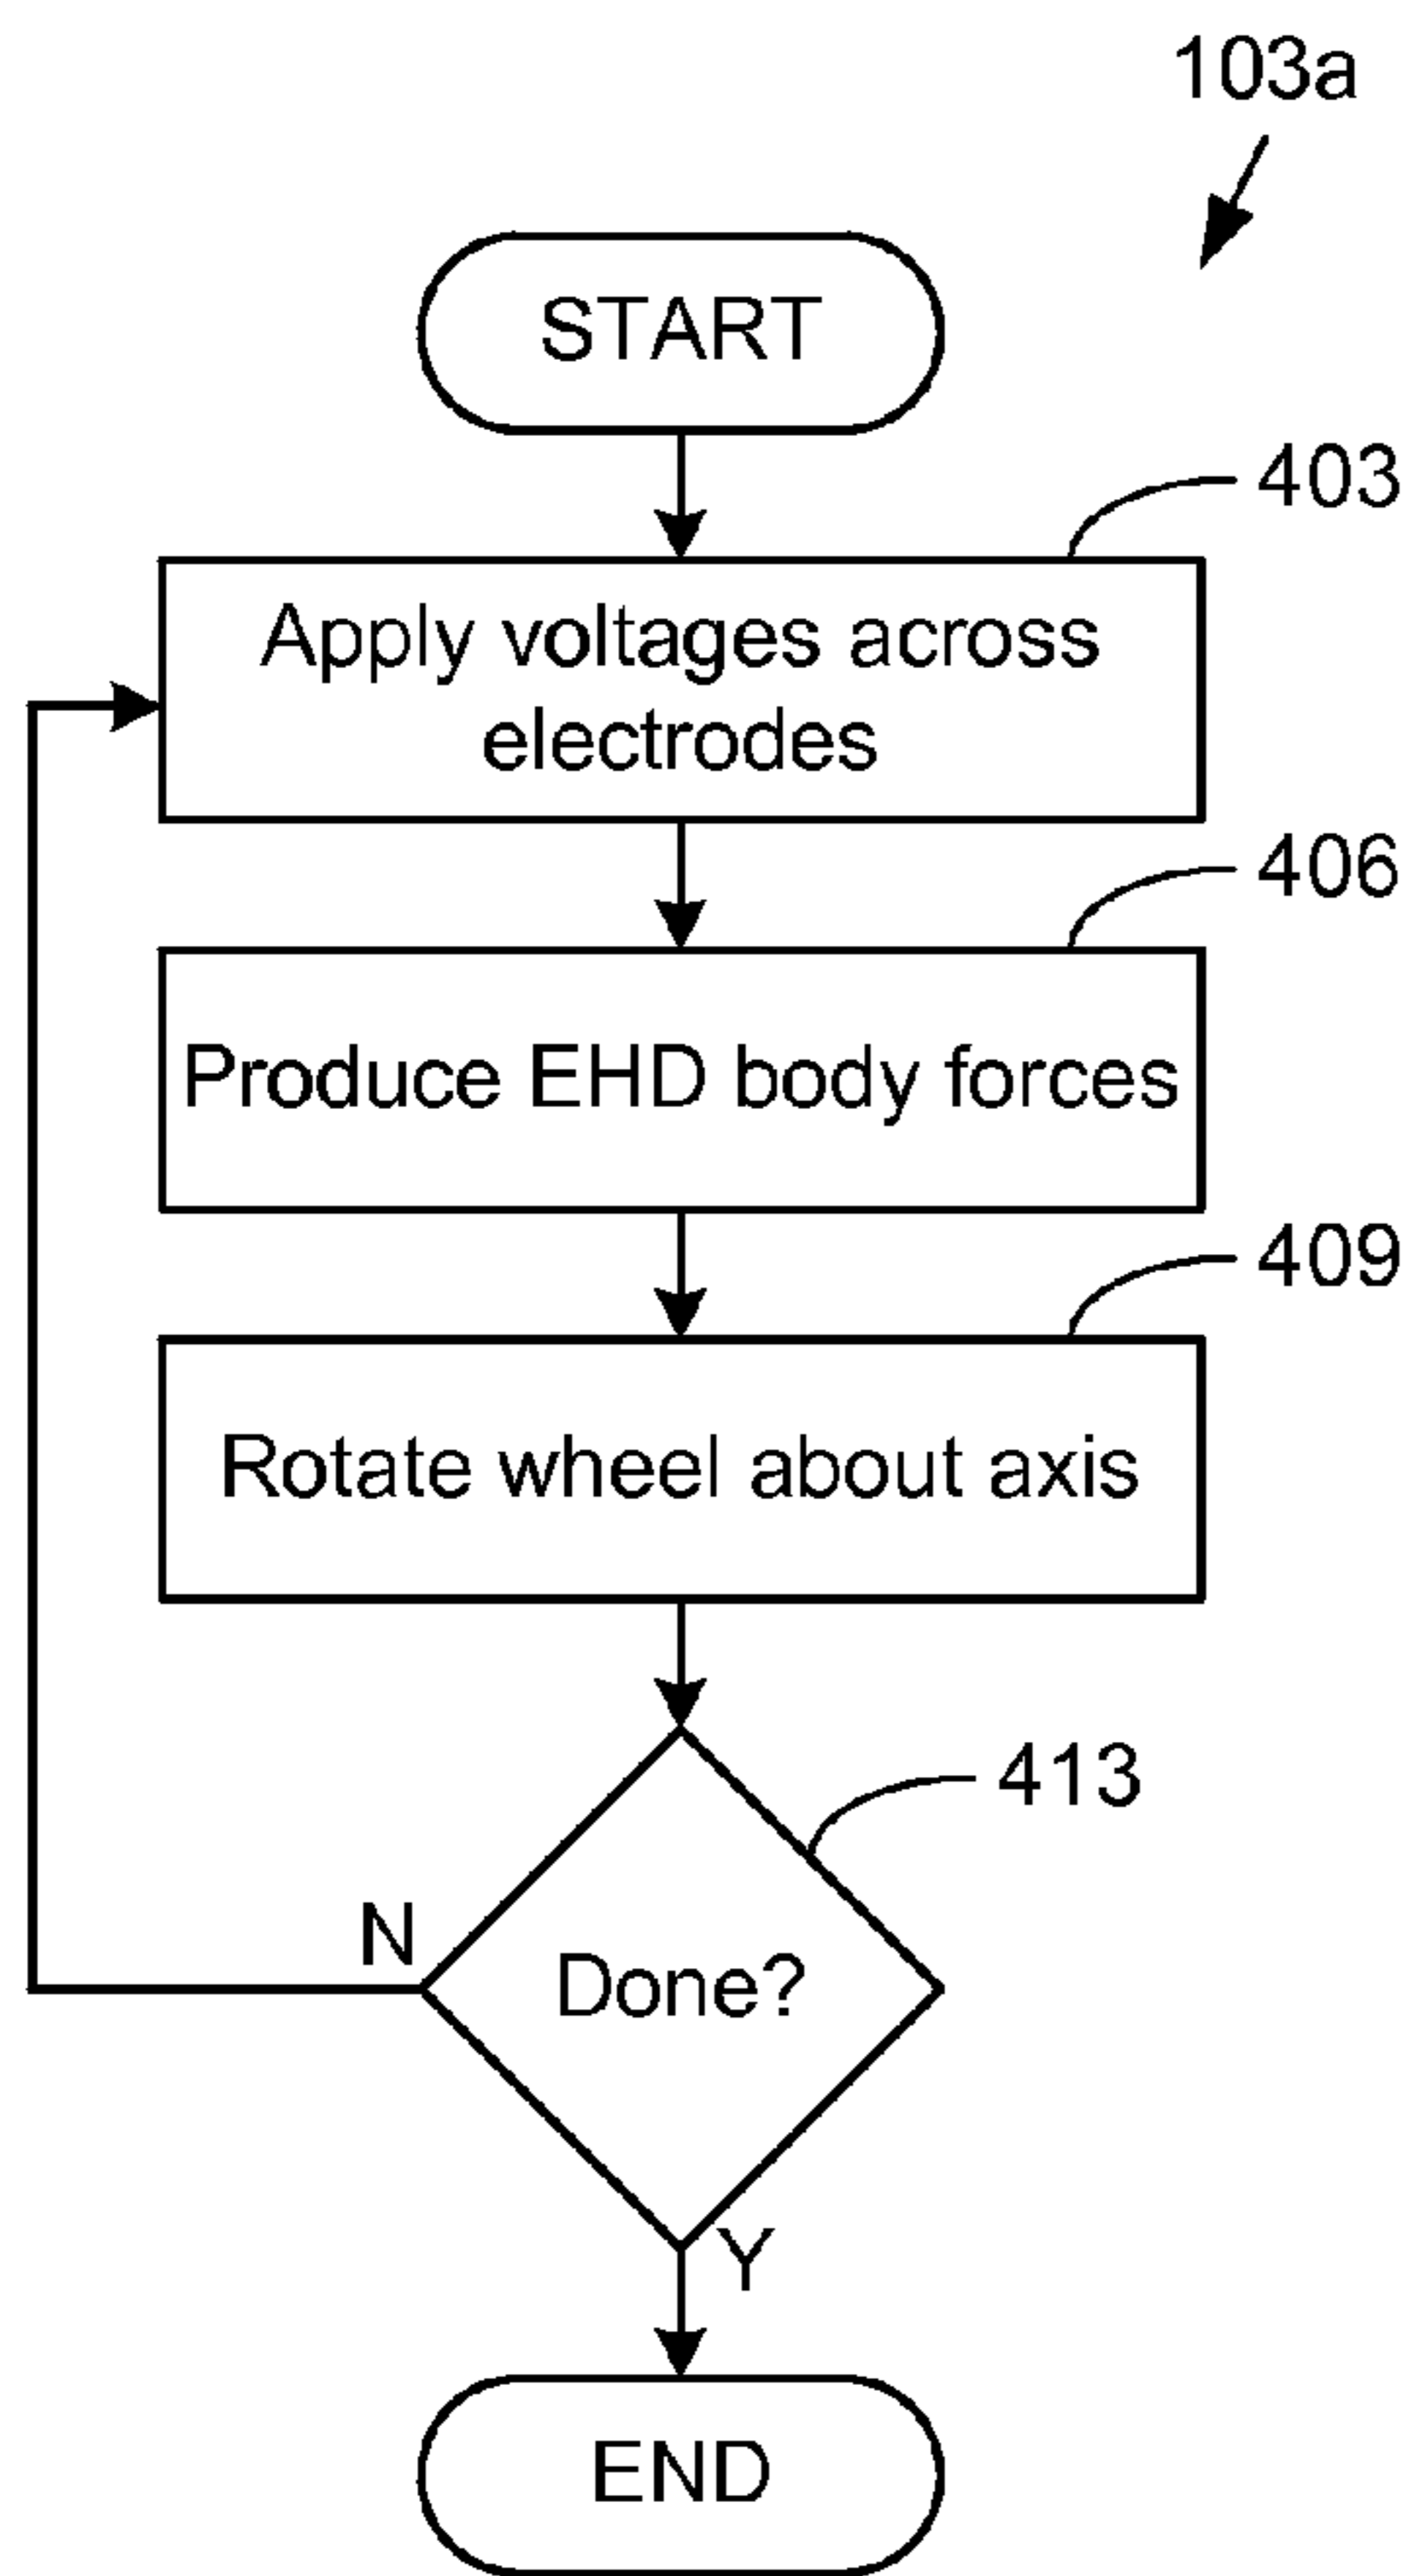 103a
START
403
Apply voltages across
electrodes
406
Produce EHD body forces
409
Rotate wheel about axis
413
N
Done?
Y
END